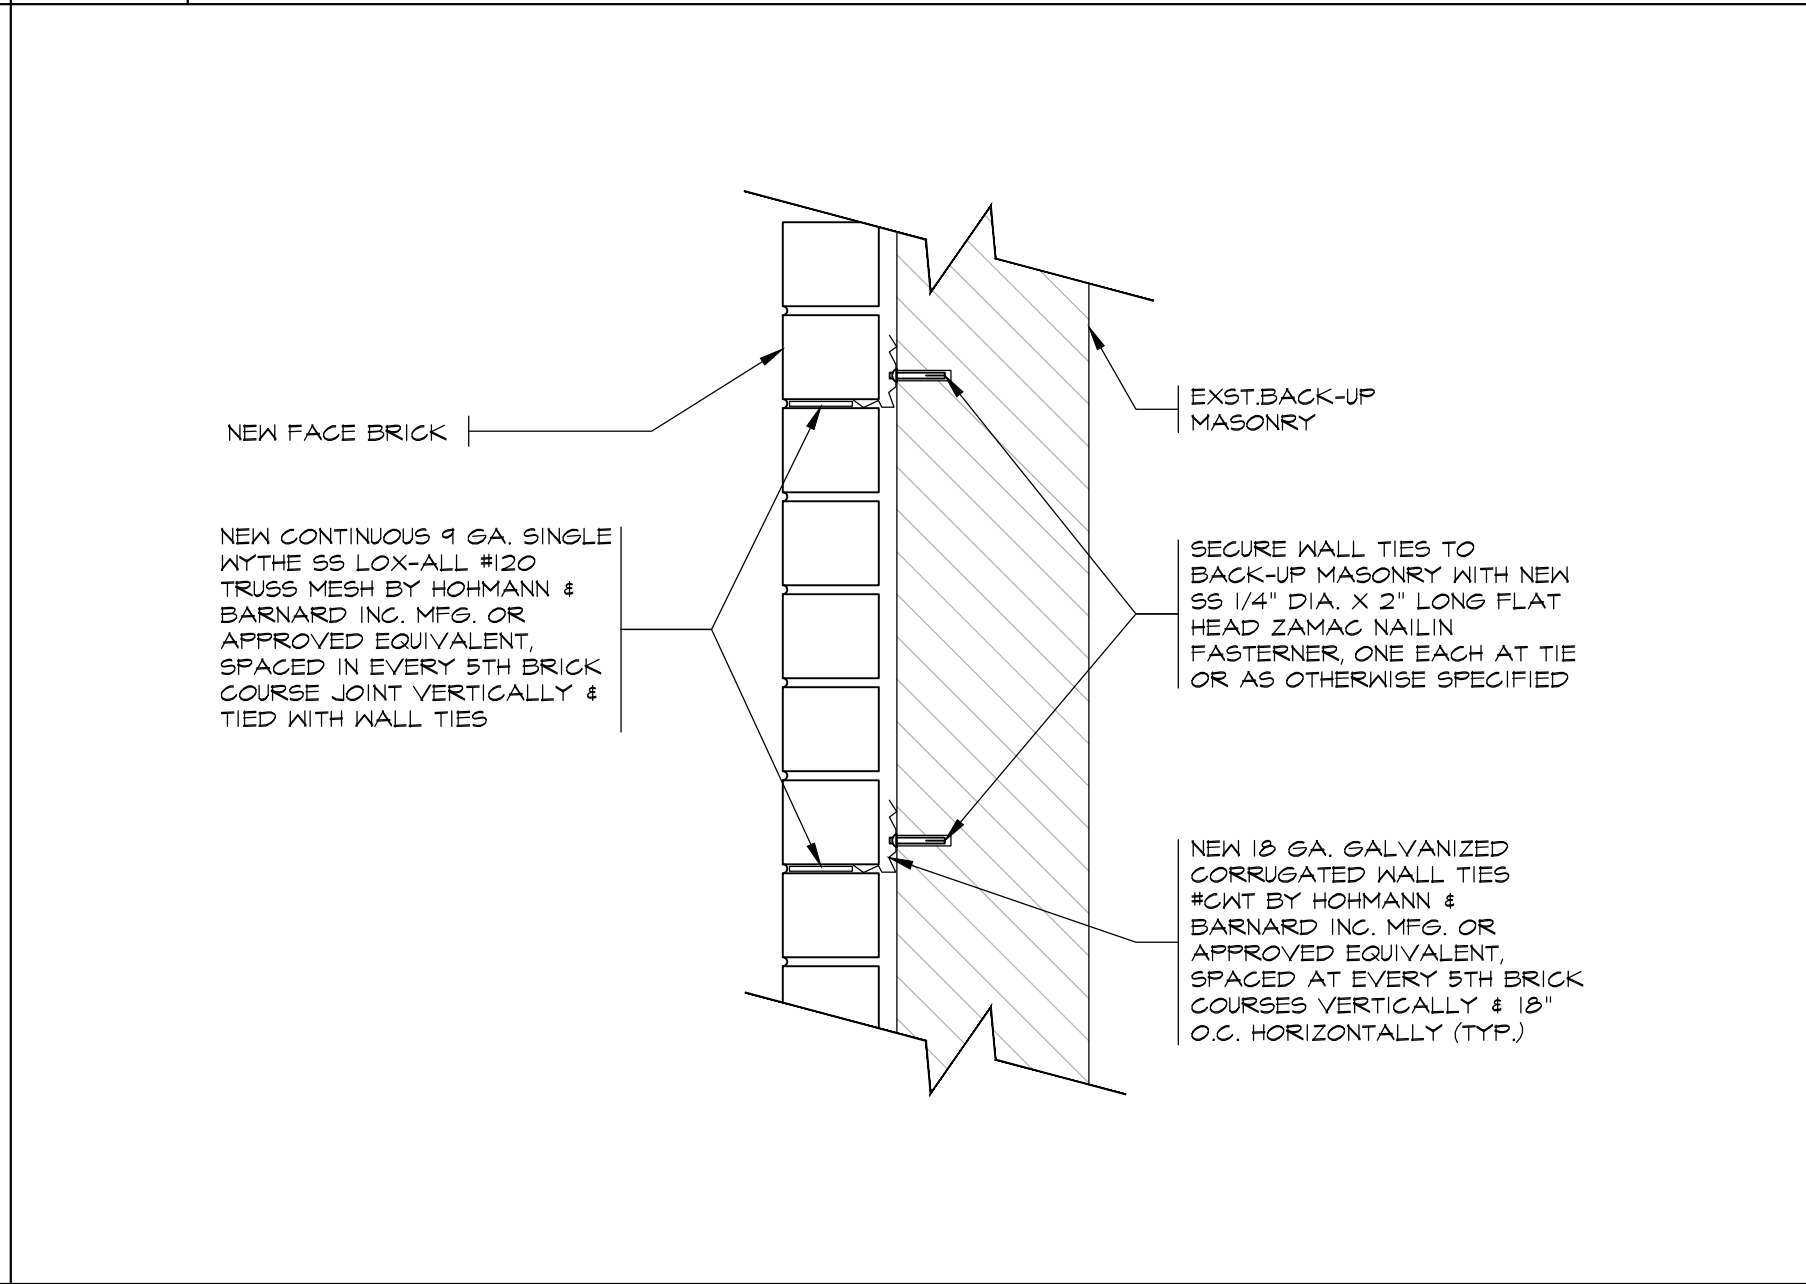 NEW FACE BRICK
NEW CONTINUOUS 9 GA. SINGLE
WYTHE SS LOX-ALL #120
TRUSS MESH BY HOHMANN &
BARNARD INC. MFG. OR
APPROVED EQUIVALENT,
SPACED IN EVERY 5TH BRICK
COURSE JOINT VERTICALLY &
TIED WITH WALL TIES
EXST.BACK-UP
MASONRY
SECURE WALL TIES TO
BACK-UP MASONRY WITH NEW
SS 1/4" DIA. X 2" LONG FLAT
HEAD ZAMAC NAILIN
FASTERNER, ONE EACH AT TIE
OR AS OTHERWISE SPECIFIED
NEW 18 GA. GALVANIZED
CORRUGATED WALL TIES
#CWT BY HOHMANN &
BARNARD INC. MFG. OR
APPROVED EQUIVALENT,
SPACED AT EVERY 5TH BRICK
COURSES VERTICALLY & 18"
O.C. HORIZONTALLY (TYP.)